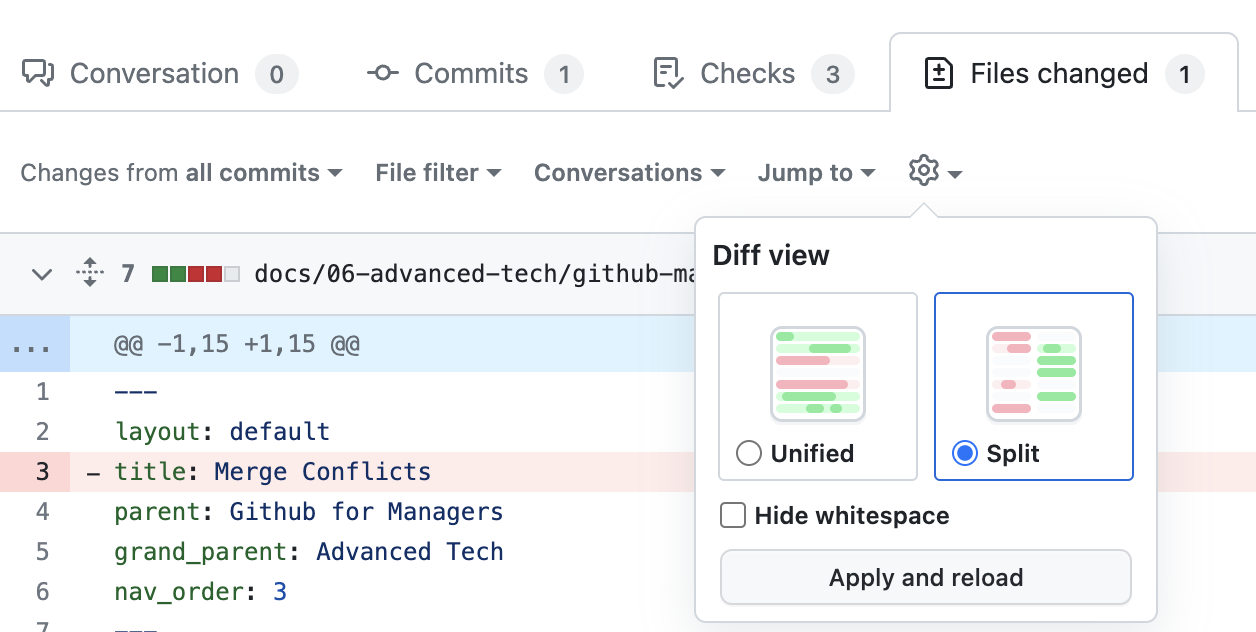 Conversation 0 Commits 1 Checks 3 Files changed 1
Changes from all commits File filter Conversations Jump to
7 docs/06-advanced-tech/github-ma
Diff view
... @@ -1,15 +1,15 @@
1 ---
2 layout: default
3 - title: Merge Conflicts
4 parent: Github for Managers
5 grand_parent: Advanced Tech
6 nav_order: 3
7 ---
Unified Split
Hide whitespace
Apply and reload